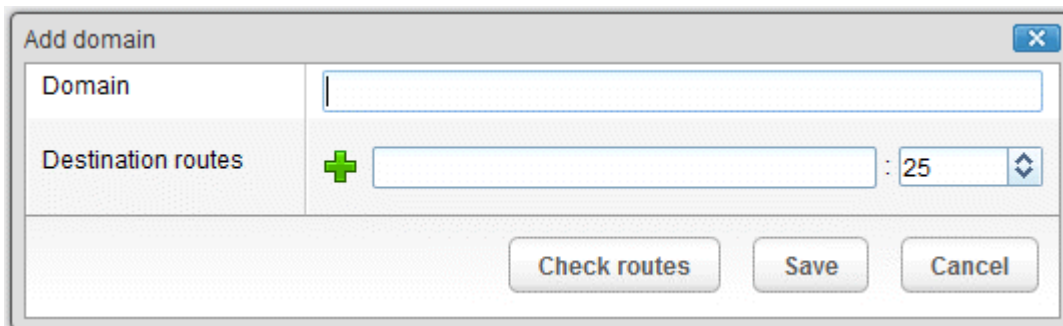 Add domain
Domain
Destination routes : 25
Check routes Save Cancel